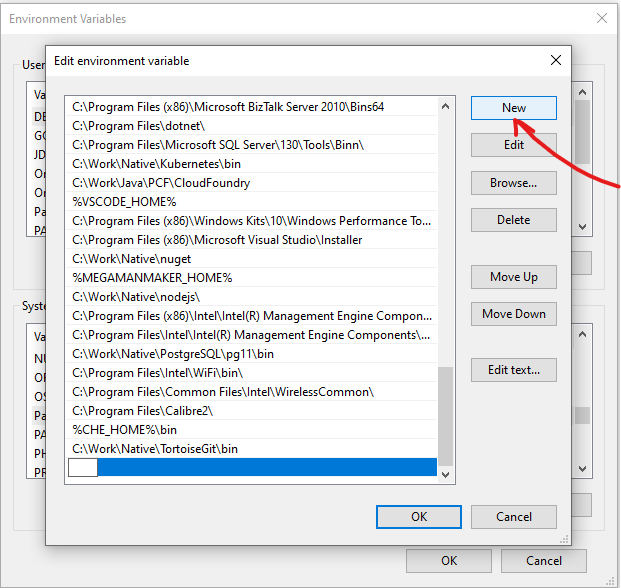 Environment Variables
Edit environment variable
User
Va
DE
GO
JD
Or
Or
Pa
PA
Syste
Va
NU
OP
OS
Pa
PA
PH
PR
C:\Program Files (x86)\Microsoft BizTalk Server 2010\Bins64
C:\Program Files\dotnet\
C:\Program Files\Microsoft SQL Server\130\Tools\Binn\
C:\Work\Native\Kubernetes\bin
C:\Work\Java\PCF\CloudFoundry
%VSCODE_HOME%
C:\Program Files (x86)\Windows Kits\10\Windows Performance To...
C:\Program Files (x86)\Microsoft Visual Studio\Installer
C:\Work\Native\nuget
%MEGAMANMAKER_HOME%
C:\Work\Native\nodejs\
C:\Program Files (x86)\Intel\Intel(R) Management Engine Compon...
C:\Program Files\Intel\Intel(R) Management Engine Components\...
C:\Work\Native\PostgreSQL\pg11\bin
C:\Program Files\Intel\WiFi\bin\
C:\Program Files\Common Files\Intel\WirelessCommon\
C:\Program Files\Calibre2\
%CHE_HOME%\bin
C:\Work\Native\TortoiseGit\bin
New
Edit
Browse...
Delete
Move Up
Move Down
Edit text...
OK
Cancel
OK
Cancel